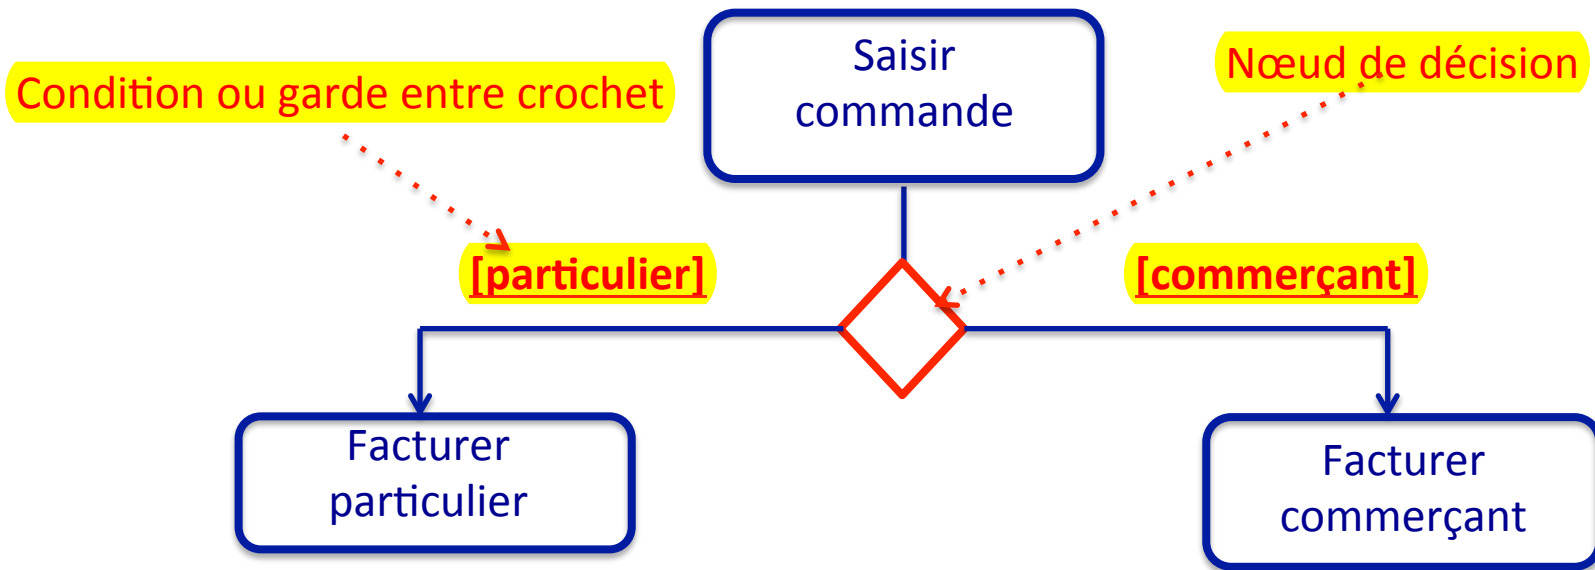 Saisir
commande
Nœud de décision
Condition ou garde entre crochet
[particulier]
[commerçant]
Facturer
particulier
Facturer
commerçant